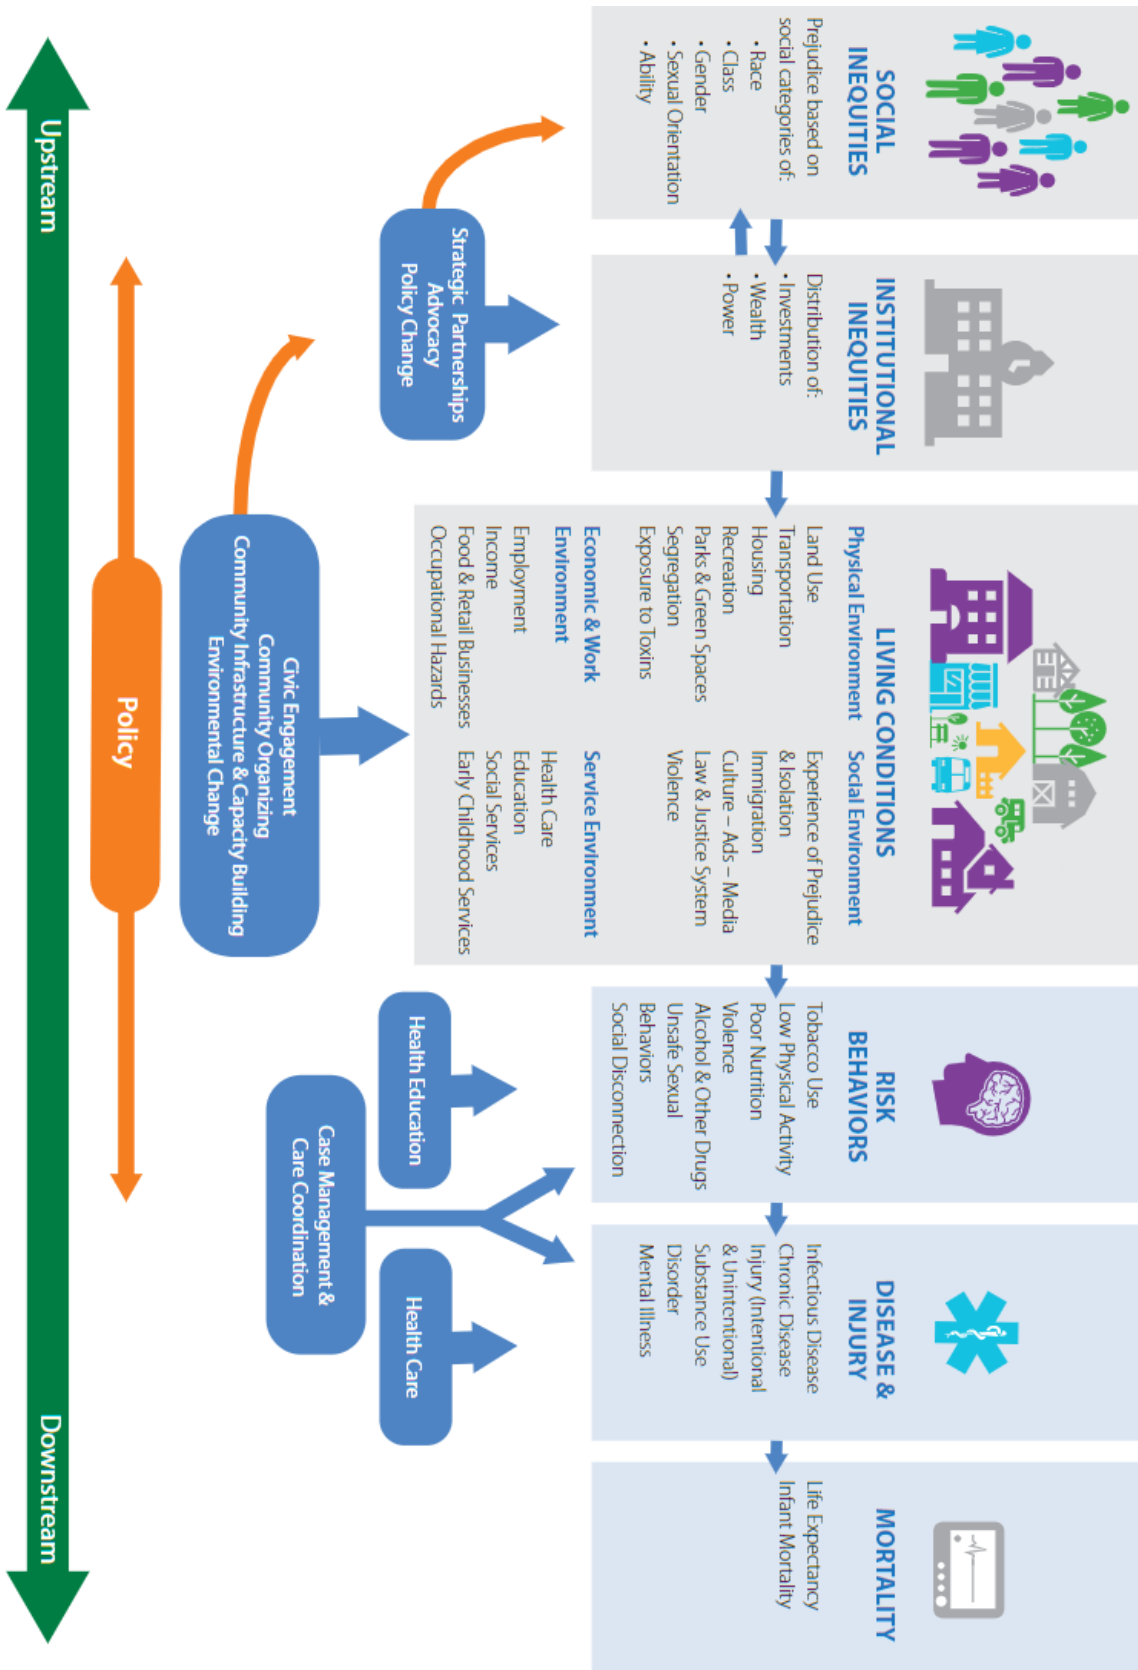 SOCIAL
INEQUITIES
Prejudice based on
social categories of:
• Race
• Class
• Gender
• Sexual Orientation
• Ability
INSTITUTIONAL
INEQUITIES
Distribution of:
• Investments
• Wealth
• Power
LIVING CONDITIONS
Physical Environment
Land Use
Transportation
Housing
Recreation
Parks & Green Spaces
Segregation
Exposure to Toxins
Social Environment
Experience of Prejudice
& Isolation
Immigration
Culture – Ads – Media
Law & Justice System
Violence
Economic & Work
Environment
Employment
Income
Food & Retail Businesses
Occupational Hazards
Service Environment
Health Care
Education
Social Services
Early Childhood Services
RISK
BEHAVIORS
Tobacco Use
Low Physical Activity
Poor Nutrition
Violence
Alcohol & Other Drugs
Unsafe Sexual
Behaviors
Social Disconnection
DISEASE &
INJURY
Infectious Disease
Chronic Disease
Injury (Intentional
& Unintentional)
Substance Use
Disorder
Mental Illness
MORTALITY
Life Expectancy
Infant Mortality
Strategic Partnerships
Advocacy
Policy Change
Civic Engagement
Community Organizing
Community Infrastructure & Capacity Building
Environmental Change
Health Education
Health Care
Case Management &
Care Coordination
Policy
Upstream
Downstream